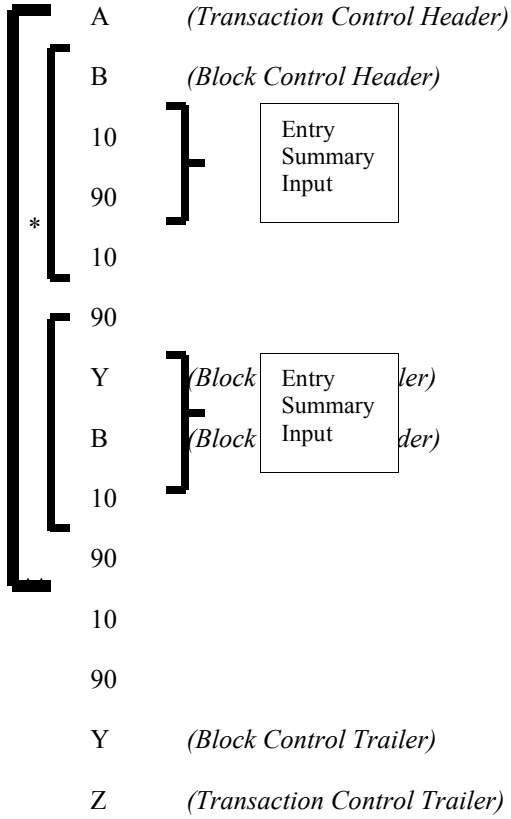 A (Transaction Control Header)
B (Block Control Header)
10
Entry
Summary
Input
90
*
10
90
Y (Block ler)
Entry
Summary
Input
B (Block der)
10
90
10
90
Y (Block Control Trailer)
Z (Transaction Control Trailer)